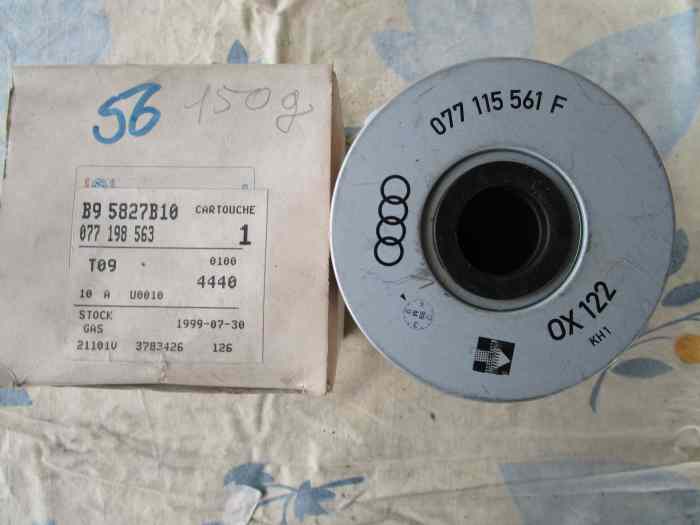 56 150g
B9 5827B10 CARTOUCHE
077 198 563 1
T09 0100
4440
10 A U0010
STOCK
GAS 1999-07-30
21101V 3783426 126
077 115 561 F
OX 122
KH1